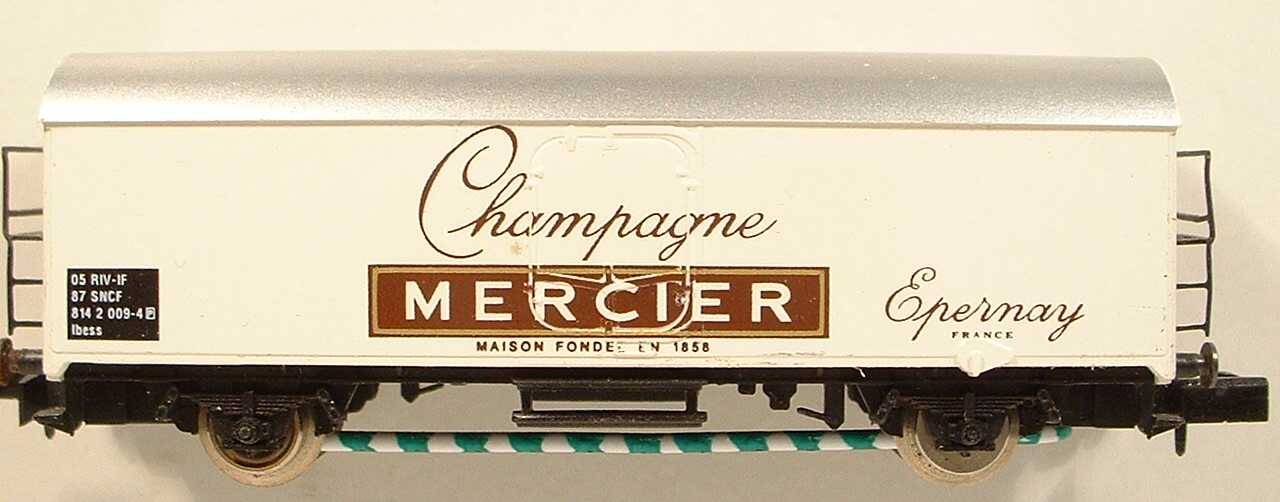 Champagne
MERCIER
MAISON FONDEE EN 1858
Epernay
FRANCE
05 RIV-IF
87 SNCF
814 2 009-4 P
Ibess